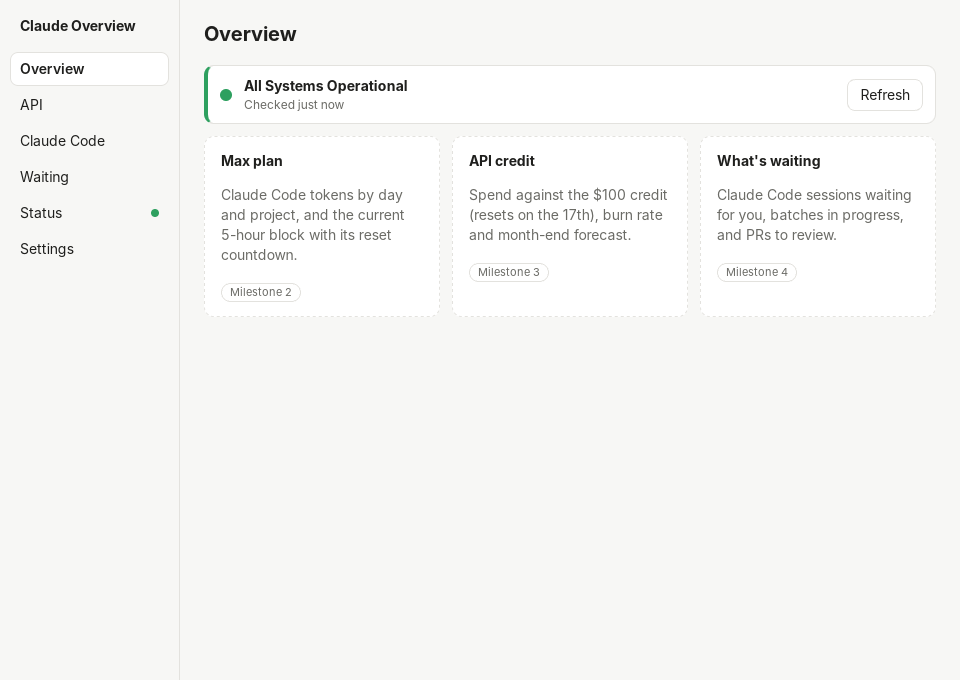 Claude Overview
Overview
API
Claude Code
Waiting
Status
Settings
Overview
All Systems Operational
Checked just now
Refresh
Max plan
Claude Code tokens by day
and project, and the current
5-hour block with its reset
countdown.
Milestone 2
API credit
Spend against the $100 credit
(resets on the 17th), burn rate
and month-end forecast.
Milestone 3
What's waiting
Claude Code sessions waiting
for you, batches in progress,
and PRs to review.
Milestone 4